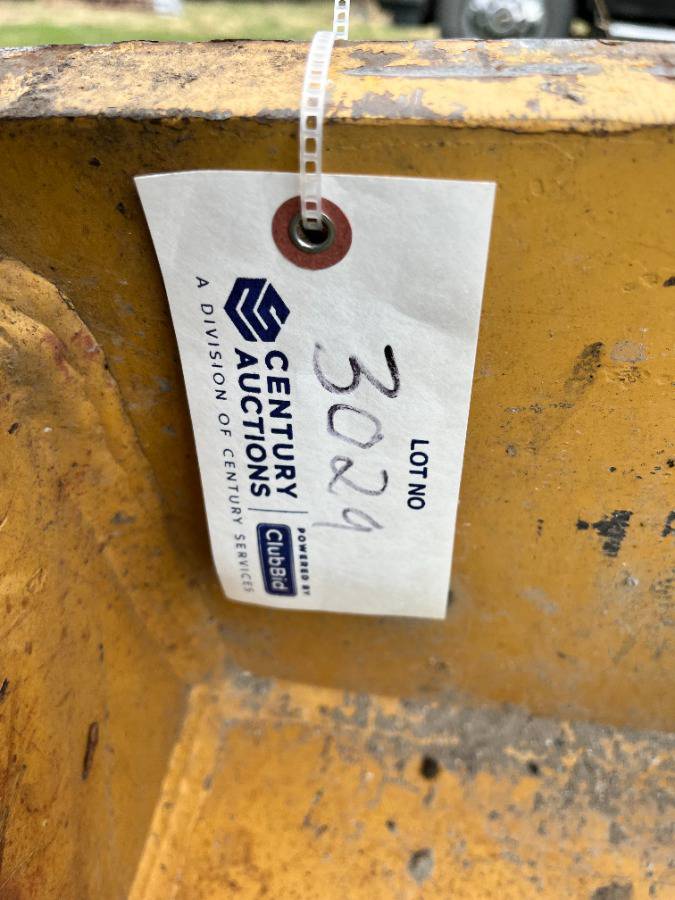 LOT NO
3029
CENTURY
AUCTIONS
A DIVISION OF CENTURY SERVICES
POWERED BY
ClubBid